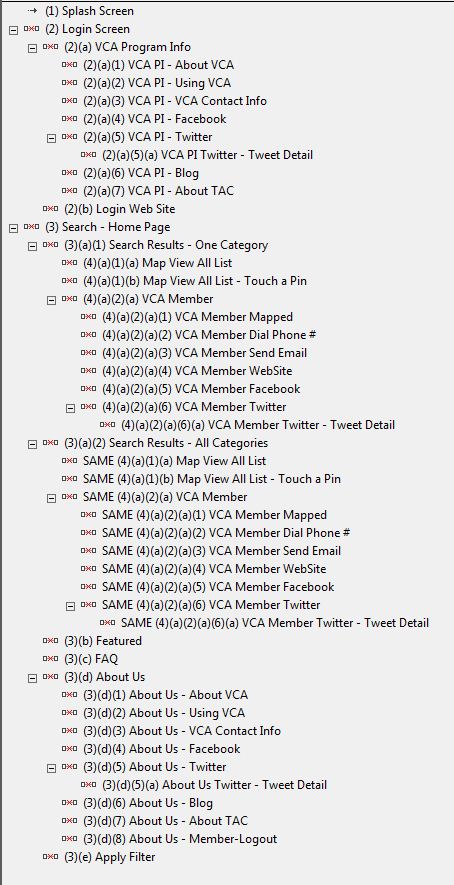 (1) Splash Screen
(2) Login Screen
(2)(a) VCA Program Info
(2)(a)(1) VCA PI - About VCA
(2)(a)(2) VCA PI - Using VCA
(2)(a)(3) VCA PI - VCA Contact Info
(2)(a)(4) VCA PI - Facebook
(2)(a)(5) VCA PI - Twitter
(2)(a)(5)(a) VCA PI Twitter - Tweet Detail
(2)(a)(6) VCA PI - Blog
(2)(a)(7) VCA PI - About TAC
(2)(b) Login Web Site
(3) Search - Home Page
(3)(a)(1) Search Results - One Category
(4)(a)(1)(a) Map View All List
(4)(a)(1)(b) Map View All List - Touch a Pin
(4)(a)(2)(a) VCA Member
(4)(a)(2)(a)(1) VCA Member Mapped
(4)(a)(2)(a)(2) VCA Member Dial Phone #
(4)(a)(2)(a)(3) VCA Member Send Email
(4)(a)(2)(a)(4) VCA Member WebSite
(4)(a)(2)(a)(5) VCA Member Facebook
(4)(a)(2)(a)(6) VCA Member Twitter
(4)(a)(2)(a)(6)(a) VCA Member Twitter - Tweet Detail
(3)(a)(2) Search Results - All Categories
SAME (4)(a)(1)(a) Map View All List
SAME (4)(a)(1)(b) Map View All List - Touch a Pin
SAME (4)(a)(2)(a) VCA Member
SAME (4)(a)(2)(a)(1) VCA Member Mapped
SAME (4)(a)(2)(a)(2) VCA Member Dial Phone #
SAME (4)(a)(2)(a)(3) VCA Member Send Email
SAME (4)(a)(2)(a)(4) VCA Member WebSite
SAME (4)(a)(2)(a)(5) VCA Member Facebook
SAME (4)(a)(2)(a)(6) VCA Member Twitter
SAME (4)(a)(2)(a)(6)(a) VCA Member Twitter - Tweet Detail
(3)(b) Featured
(3)(c) FAQ
(3)(d) About Us
(3)(d)(1) About Us - About VCA
(3)(d)(2) About Us - Using VCA
(3)(d)(3) About Us - VCA Contact Info
(3)(d)(4) About Us - Facebook
(3)(d)(5) About Us - Twitter
(3)(d)(5)(a) About Us Twitter - Tweet Detail
(3)(d)(6) About Us - Blog
(3)(d)(7) About Us - About TAC
(3)(d)(8) About Us - Member-Logout
(3)(e) Apply Filter